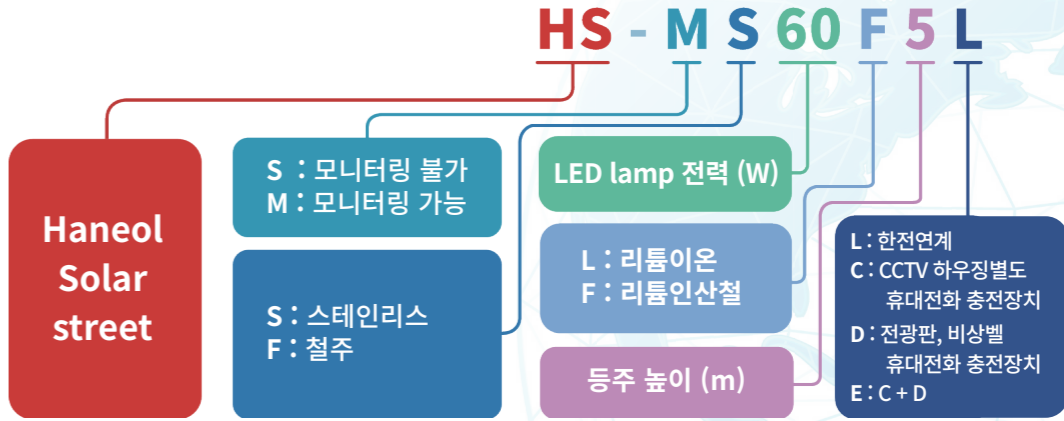 HS - M S 60 F 5 L
Haneol
Solar
street
S : 모니터링 불가
M : 모니터링 가능
S : 스테인리스
F : 철주
LED lamp 전력 (W)
L : 리튬이온
F : 리튬인산철
등주 높이 (m)
L : 한전연계
C : CCTV 하우징별도
휴대전화 충전장치
D : 전광판, 비상벨
휴대전화 충전장치
E : C + D